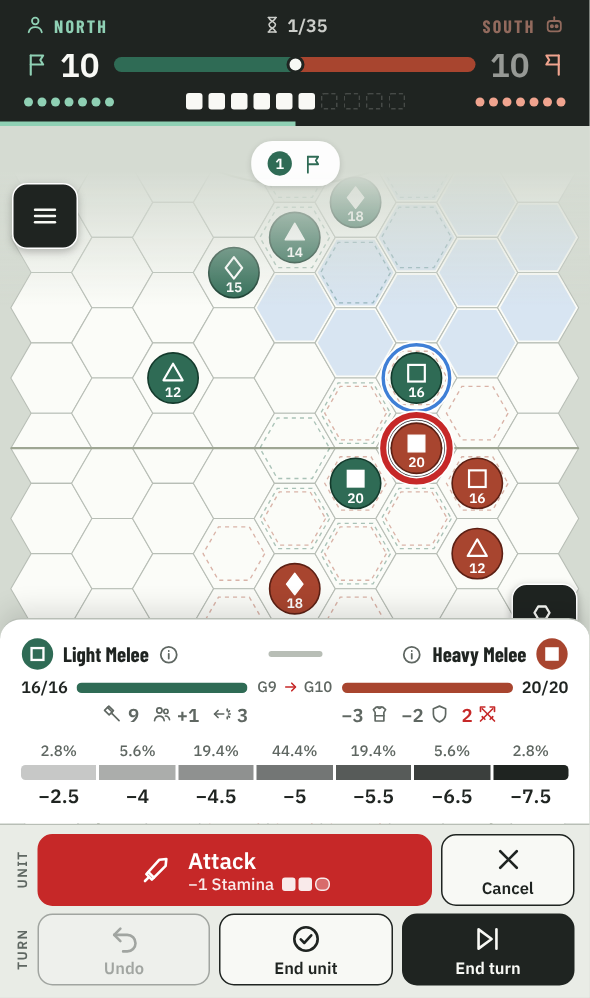 NORTH
1/35
SOUTH
10
10
1
18
14
15
12
16
20
20
16
12
18
Light Melee
Heavy Melee
16/16
G9 → G10
20/20
9 +1 3
−3 −2 2
2.8% 5.6% 19.4% 44.4% 19.4% 5.6% 2.8%
−2.5 −4 −4.5 −5 −5.5 −6.5 −7.5
UNIT
Attack
−1 Stamina
Cancel
TURN
Undo
End unit
End turn